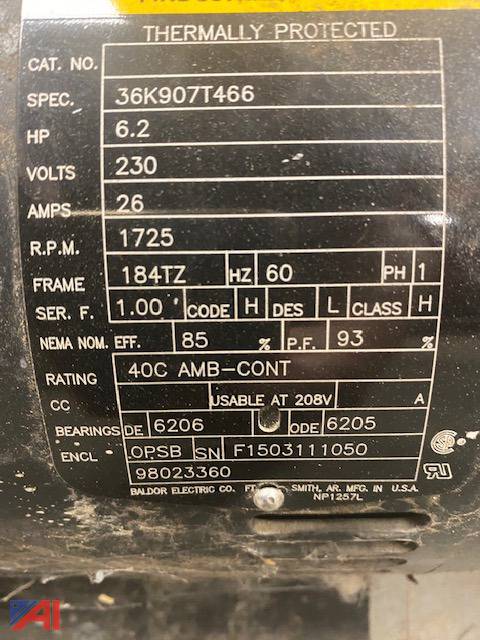 THERMALLY PROTECTED
CAT. NO.
SPEC. 36K907T466
HP 6.2
VOLTS 230
AMPS 26
R.P.M. 1725
FRAME 184TZ HZ 60 PH 1
SER. F. 1.00 CODE H DES L CLASS H
NEMA NOM. EFF. 85 % P.F. 93 %
RATING 40C AMB-CONT
CC USABLE AT 208V A
BEARINGS DE 6206 ODE 6205
ENCL OPSB SN F1503111050
98023360
BALDOR ELECTRIC CO. FT. SMITH, AR. MFG. IN U.S.A.
NP1257L
AI